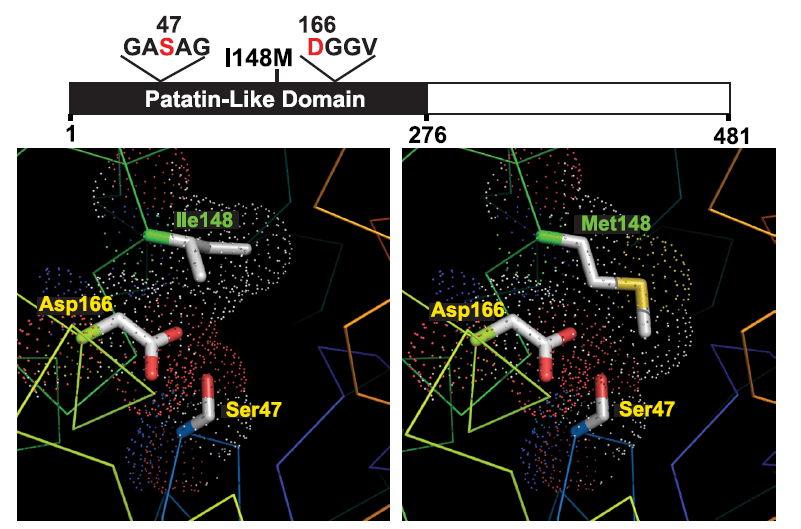 47
166
GASAG
I148M
DGGV
Patatin-Like Domain
1
276
481
Ile148
Asp166
Ser47
Met148
Asp166
Ser47